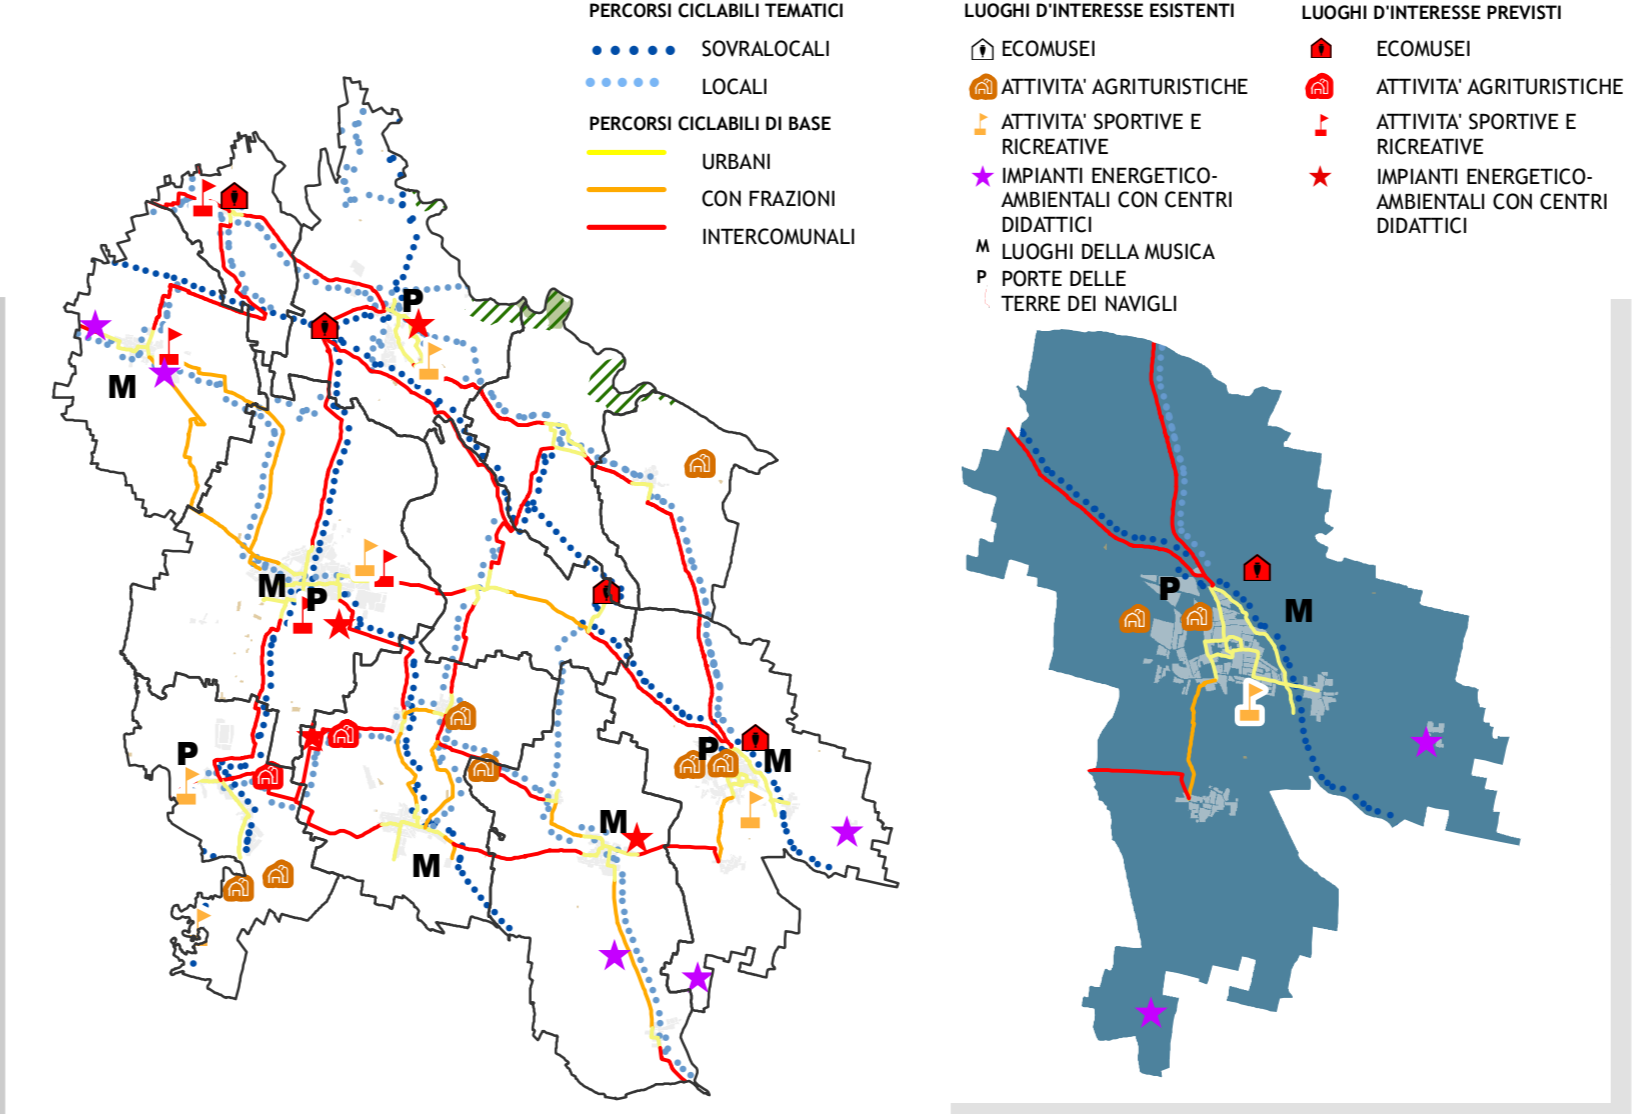 PERCORSI CICLABILI TEMATICI
SOVRALOCALI
LOCALI
PERCORSI CICLABILI DI BASE
URBANI
CON FRAZIONI
INTERCOMUNALI
LUOGHI D'INTERESSE ESISTENTI
ECOMUSEI
ATTIVITA' AGRITURISTICHE
ATTIVITA' SPORTIVE E
RICREATIVE
IMPIANTI ENERGETICO-
AMBIENTALI CON CENTRI
DIDATTICI
M LUOGHI DELLA MUSICA
P PORTE DELLE
TERRE DEI NAVIGLI
LUOGHI D'INTERESSE PREVISTI
ECOMUSEI
ATTIVITA' AGRITURISTICHE
ATTIVITA' SPORTIVE E
RICREATIVE
IMPIANTI ENERGETICO-
AMBIENTALI CON CENTRI
DIDATTICI
P
M
M
P
P
P
M
M
M
P
M